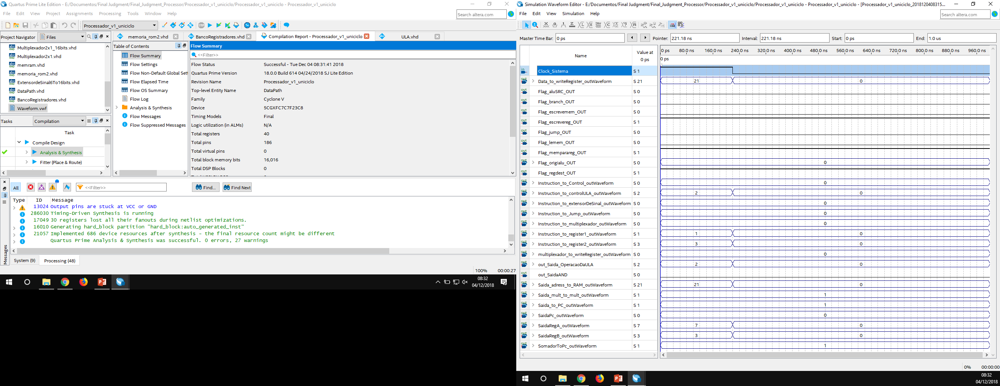 Quartus Prime Lite Edition - E:/Documentos/Final Judgment/Final_Judgment_Processor/Processador_v1_uniciclo/Processador_v1_uniciclo - Processador_v1_uniciclo
File Edit View Project Assignments Processing Tools Window Help
Search altera.com
Processador_v1_uniciclo
Project Navigator Files
Multiplexador2x1_16bits.vhd
Multiplexador2x1.vhd
memram.vhd
memoria_rom2.vhd
ExtensordeSinal6To16bits.vhd
DataPath.vhd
BancoRegistradores.vhd
Waveform.vwf
Tasks Compilation
Task
Compile Design
Analysis & Synthesis
Fitter (Place & Route)
memoria_rom2.vhd BancoRegistradores.vhd Compilation Report - Processador_v1_uniciclo ULA.vhd
Table of Contents
Flow Summary
Flow Settings
Flow Non-Default Global Set
Flow Elapsed Time
Flow OS Summary
Flow Log
Analysis & Synthesis
Flow Messages
Flow Suppressed Messages
Flow Summary
<<Filter>>
Flow Status Successful - Tue Dec 04 08:31:41 2018
Quartus Prime Version 18.0.0 Build 614 04/24/2018 SJ Lite Edition
Revision Name Processador_v1_uniciclo
Top-level Entity Name DataPath
Family Cyclone V
Device 5CGXFC7C7F23C8
Timing Models Final
Logic utilization (in ALMs) N/A
Total registers 40
Total pins 186
Total virtual pins 0
Total block memory bits 16,016
Total DSP Blocks 0
All <<Filter>> Find... Find Next
Type ID Message
13024 Output pins are stuck at VCC or GND
286030 Timing-Driven Synthesis is running
17049 30 registers lost all their fanouts during netlist optimizations.
16010 Generating hard_block partition "hard_block:auto_generated_inst"
21057 Implemented 686 device resources after synthesis - the final resource count might be different
Quartus Prime Analysis & Synthesis was successful. 0 errors, 27 warnings
Messages
System (9) Processing (48)
100% 00:00:27
08:32
04/12/2018
Simulation Waveform Editor - E:/Documentos/Final Judgment/Final_Judgment_Processor/Processador_v1_uniciclo/Processador_v1_uniciclo - Processador_v1_uniciclo - [Processador_v1_uniciclo_2018120408315...
File Edit View Simulation Help
Search altera.com
Master Time Bar: 0 ps Pointer: 221.18 ns Interval: 221.18 ns Start: 0 ps End: 1.0 us
Name Value at
0 ps
0 ps 80.0 ns 160.0 ns 240.0 ns 320.0 ns 400.0 ns 480.0 ns 560.0 ns 640.0 ns 720.0 ns 800.0 ns 880.0 ns 960.0 ns
0 ps
Clock_Sistema S 1
Data_to_writeRegister_outWaveform S 21 21 0
Flag_aluSRC_OUT S 0
Flag_branch_OUT S 0
Flag_escrevemem_OUT S 0
Flag_escrevereg_OUT S 1
Flag_jump_OUT S 0
Flag_lemem_OUT S 0
Flag_memparareg_OUT S 1
Flag_origialu_OUT S 0 0
Flag_regdest_OUT S 1
Instruction_to_Control_outWaveform S 0 0
Instruction_to_controlULA_outWaveform S 2 2 0
Instruction_to_extensorDeSinal_outWaveform S 0 0
Instruction_to_Jump_outWaveform S 0 0
Instruction_to_multiplexador_outWaveform S 0 0
Instruction_to_register1_outWaveform S 1 1 0
Instruction_to_register2_outWaveform S 3 3 0
multiplexador_to_writeRegister_outWaveform S 0 0
out_Saida_OperacaoDaULA S 2 2 0
out_SaidaAND S 0
Saida_adress_to_RAM_outWaveform S 21 21 0
Saida_mult_to_mult_outWaveform S 1 1
Saida_to_PC_outWaveform S 1 1
SaidaPc_outWaveform S 0 0
SaidaRegA_outWaveform S 7 7 0
SaidaRegB_outWaveform S 3 3 0
SomadorToPc_outWaveform S 1 1
0% 00:00:00
08:32
04/12/2018